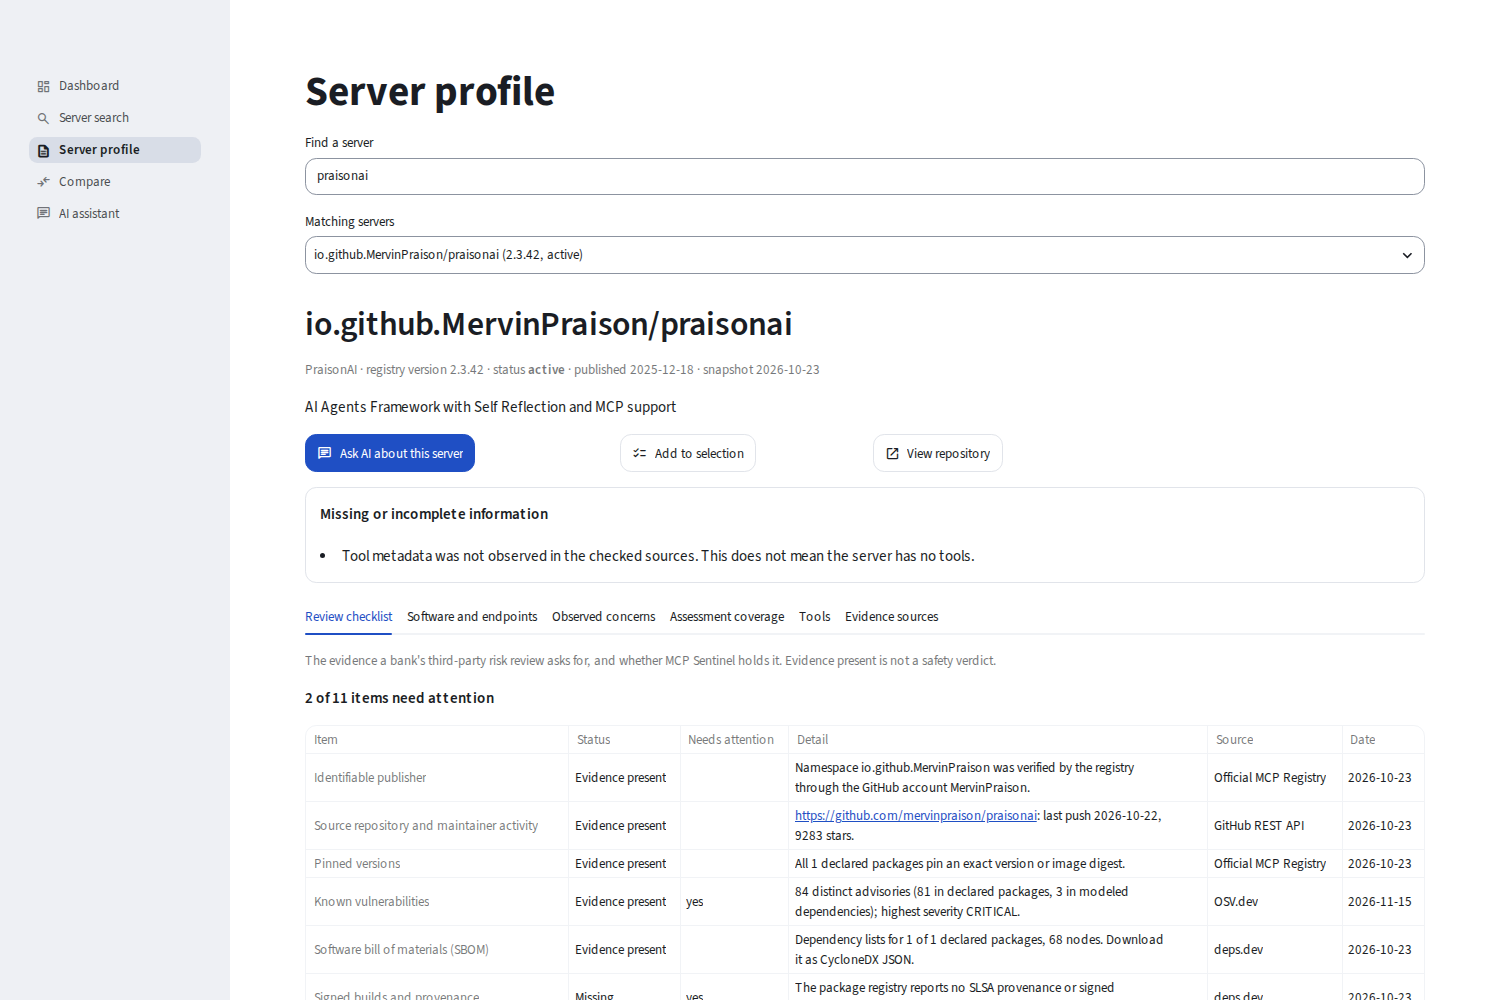 Dashboard
Server search
Server profile
Compare
AI assistant
Server profile
Find a server
praisonai
Matching servers
io.github.MervinPraison/praisonai (2.3.42, active)
io.github.MervinPraison/praisonai
PraisonAI · registry version 2.3.42 · status active · published 2025-12-18 · snapshot 2026-10-23
AI Agents Framework with Self Reflection and MCP support
Ask AI about this server
Add to selection
View repository
Missing or incomplete information
• Tool metadata was not observed in the checked sources. This does not mean the server has no tools.
Review checklist Software and endpoints Observed concerns Assessment coverage Tools Evidence sources
The evidence a bank's third-party risk review asks for, and whether MCP Sentinel holds it. Evidence present is not a safety verdict.
2 of 11 items need attention
Item Status Needs attention Detail Source Date
Identifiable publisher Evidence present Namespace io.github.MervinPraison was verified by the registry through the GitHub account MervinPraison. Official MCP Registry 2026-10-23
Source repository and maintainer activity Evidence present https://github.com/mervinpraison/praisonai: last push 2026-10-22, 9283 stars. GitHub REST API 2026-10-23
Pinned versions Evidence present All 1 declared packages pin an exact version or image digest. Official MCP Registry 2026-10-23
Known vulnerabilities Evidence present yes 84 distinct advisories (81 in declared packages, 3 in modeled dependencies); highest severity CRITICAL. OSV.dev 2026-11-15
Software bill of materials (SBOM) Evidence present Dependency lists for 1 of 1 declared packages, 68 nodes. Download it as CycloneDX JSON. deps.dev 2026-10-23
Signed builds and provenance Missing yes The package registry reports no SLSA provenance or signed deps.dev 2026-10-23